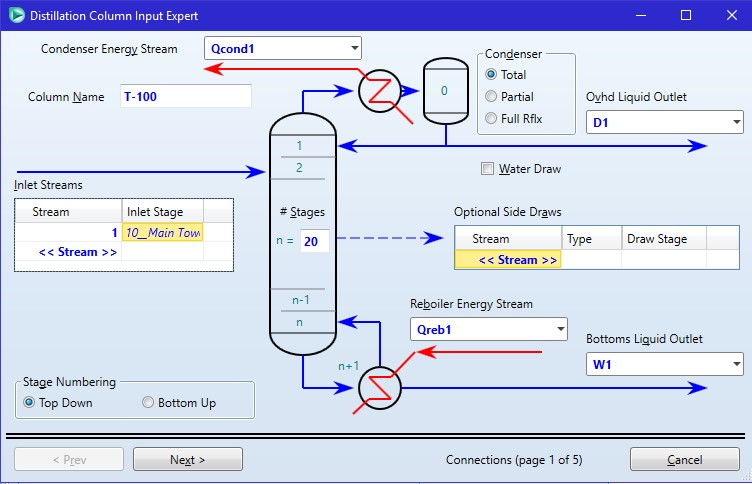 Distillation Column Input Expert
Condenser Energy Stream
Qcond1
Column Name
T-100
0
Condenser
Total
Partial
Full Rflx
Ovhd Liquid Outlet
D1
1
2
Water Draw
Inlet Streams
Stream Inlet Stage
1 10__Main Tow
<< Stream >>
# Stages
n = 20
Optional Side Draws
Stream Type Draw Stage
<< Stream >>
n-1
n
n+1
Reboiler Energy Stream
Qreb1
Bottoms Liquid Outlet
W1
Stage Numbering
Top Down Bottom Up
< Prev Next > Connections (page 1 of 5) Cancel